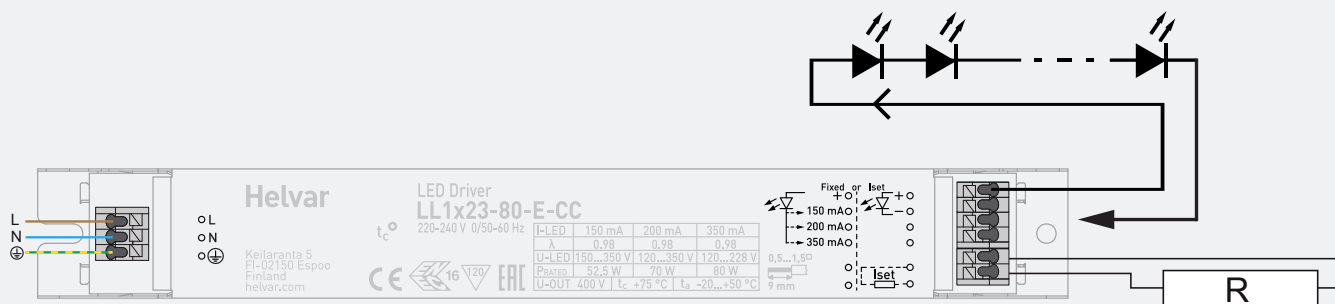 L
N
L
N
Helvar
Keilaranta 5
FI-02150 Espoo
Finland
helvar.com
tc°
LED Driver
LL1x23-80-E-CC
220-240 V 0/50-60 Hz
I-LED 150 mA 200 mA 350 mA
λ 0.98 0.98 0.98
U-LED 150...350 V 120...350 V 120...228 V
PRATED 52,5 W 70 W 80 W
U-OUT 400 V tc +75 °C ta -20...+50 °C
CE 16 120 EAC
0,5...1,5
9 mm
Fixed or Iset
+ +
150 mA -
200 mA
350 mA
Iset
R